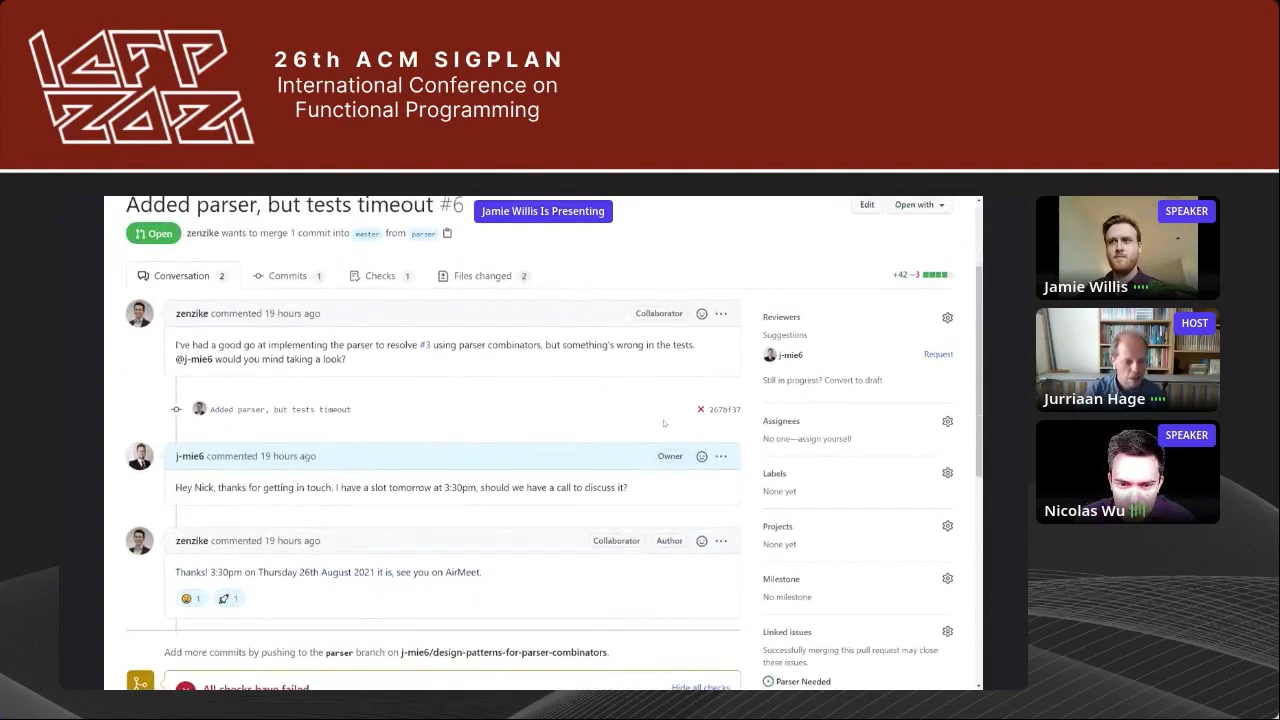 ICFP
2021
26th ACM SIGPLAN
International Conference on
Functional Programming
Added parser, but tests timeout #6
Jamie Willis Is Presenting
Edit
Open with
Open
zenzike wants to merge 1 commit into master from parser
Conversation 2
Commits 1
Checks 1
Files changed 2
+42 −3
zenzike commented 19 hours ago
Collaborator
I've had a good go at implementing the parser to resolve #3 using parser combinators, but something's wrong in the tests.
@j-mie6 would you mind taking a look?
Added parser, but tests timeout
267bf37
j-mie6 commented 19 hours ago
Owner
Hey Nick, thanks for getting in touch. I have a slot tomorrow at 3:30pm, should we have a call to discuss it?
zenzike commented 19 hours ago
Collaborator
Author
Thanks! 3:30pm on Thursday 26th August 2021 it is, see you on AirMeet.
1
1
Add more commits by pushing to the parser branch on j-mie6/design-patterns-for-parser-combinators.
All checks have failed
Hide all checks
Reviewers
Suggestions
j-mie6
Request
Still in progress? Convert to draft
Assignees
No one—assign yourself
Labels
None yet
Projects
None yet
Milestone
No milestone
Linked issues
Successfully merging this pull request may close
these issues.
Parser Needed
SPEAKER
Jamie Willis
HOST
Jurriaan Hage
SPEAKER
Nicolas Wu